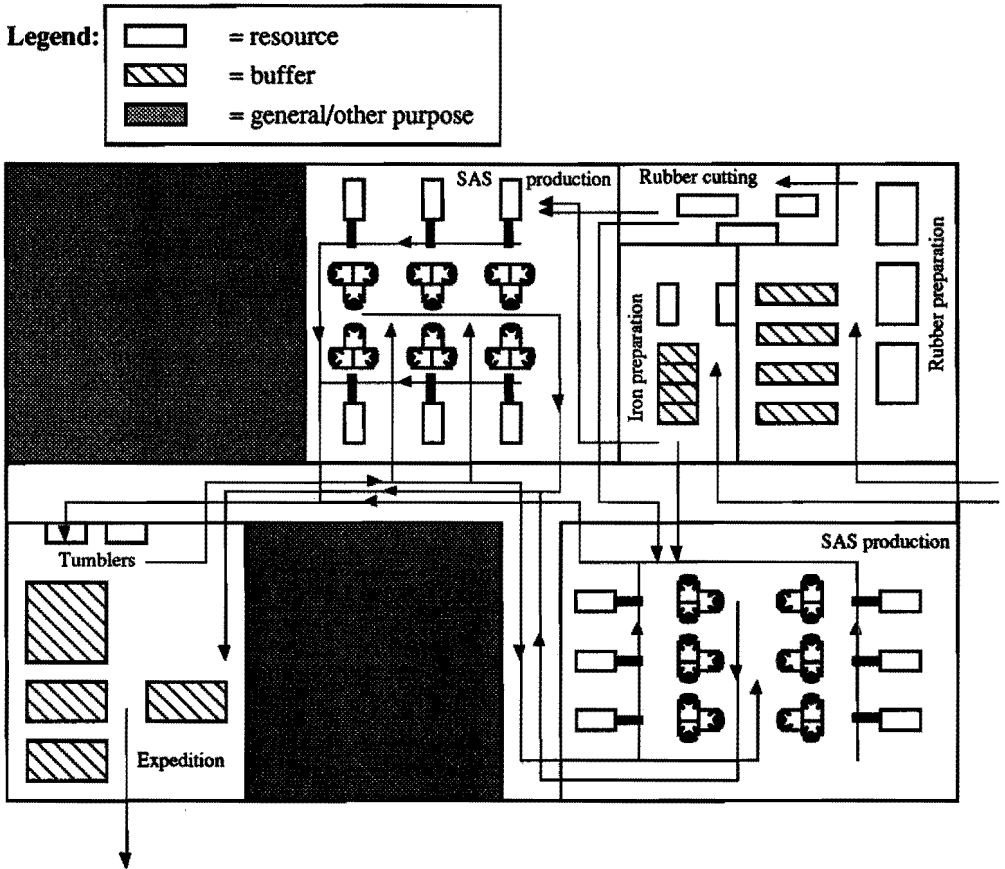 Legend:
= resource
= buffer
= general/other purpose
SAS production
Rubber cutting
Rubber preparation
Iron preparation
SAS production
Tumblers
Expedition